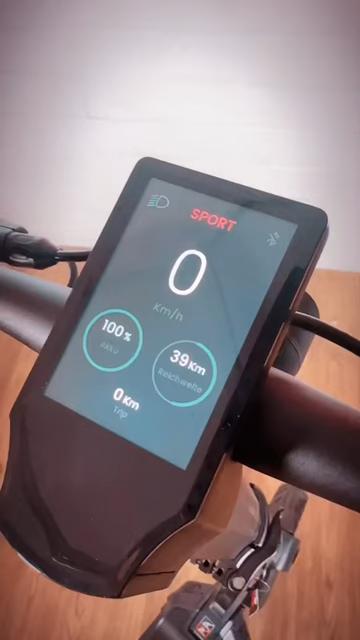 SPORT
0
Km/h
100%
AKKU
39Km
Reichweite
0Km
Trip